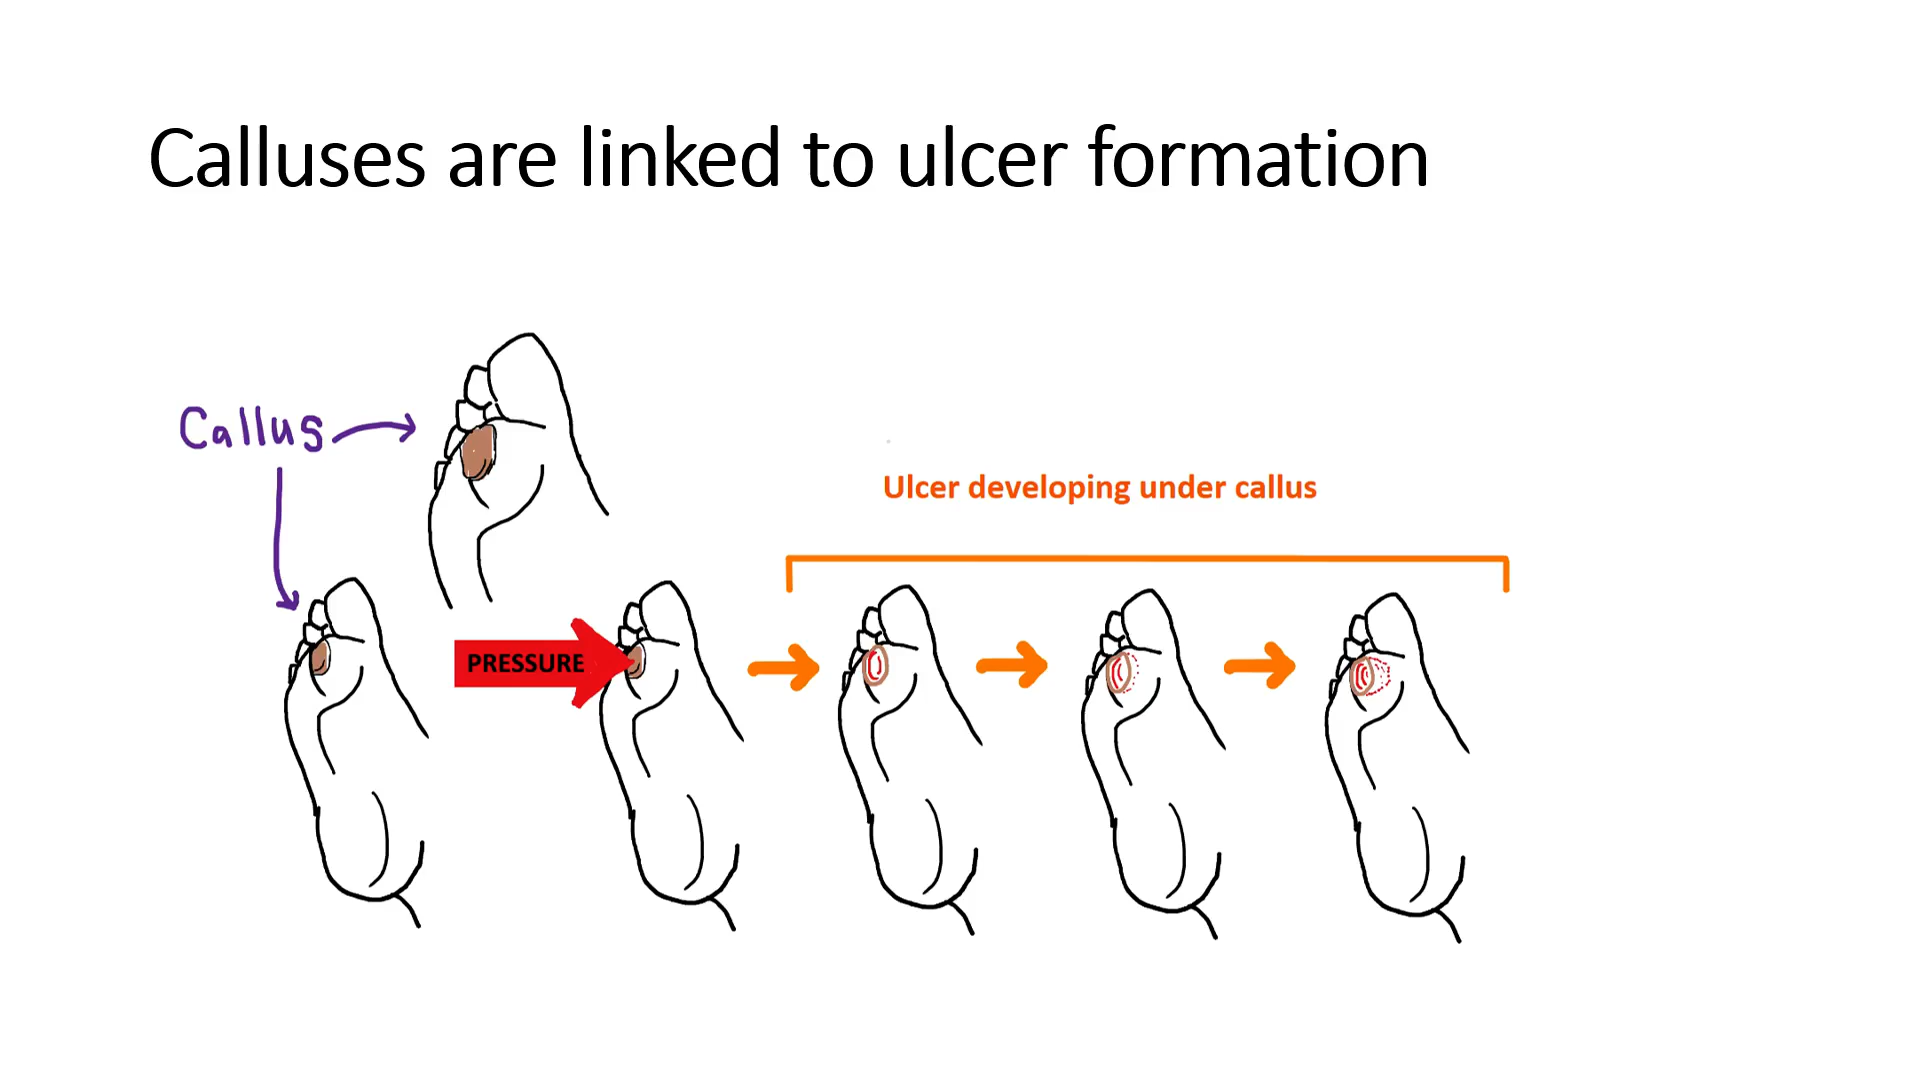 Calluses are linked to ulcer formation
Callus
Ulcer developing under callus
PRESSURE